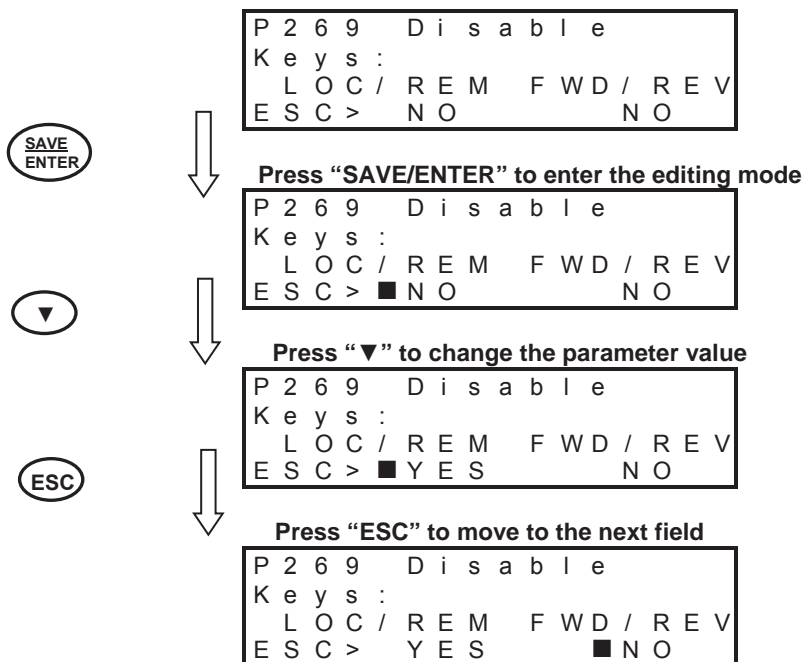 P269 Disable
Keys:
LOC/REM FWD/REV
ESC> NO NO
SAVE
ENTER
Press “SAVE/ENTER” to enter the editing mode
P269 Disable
Keys:
LOC/REM FWD/REV
ESC> ■NO NO
▼
Press “▼” to change the parameter value
P269 Disable
Keys:
LOC/REM FWD/REV
ESC> ■YES NO
ESC
Press “ESC” to move to the next field
P269 Disable
Keys:
LOC/REM FWD/REV
ESC> YES ■NO